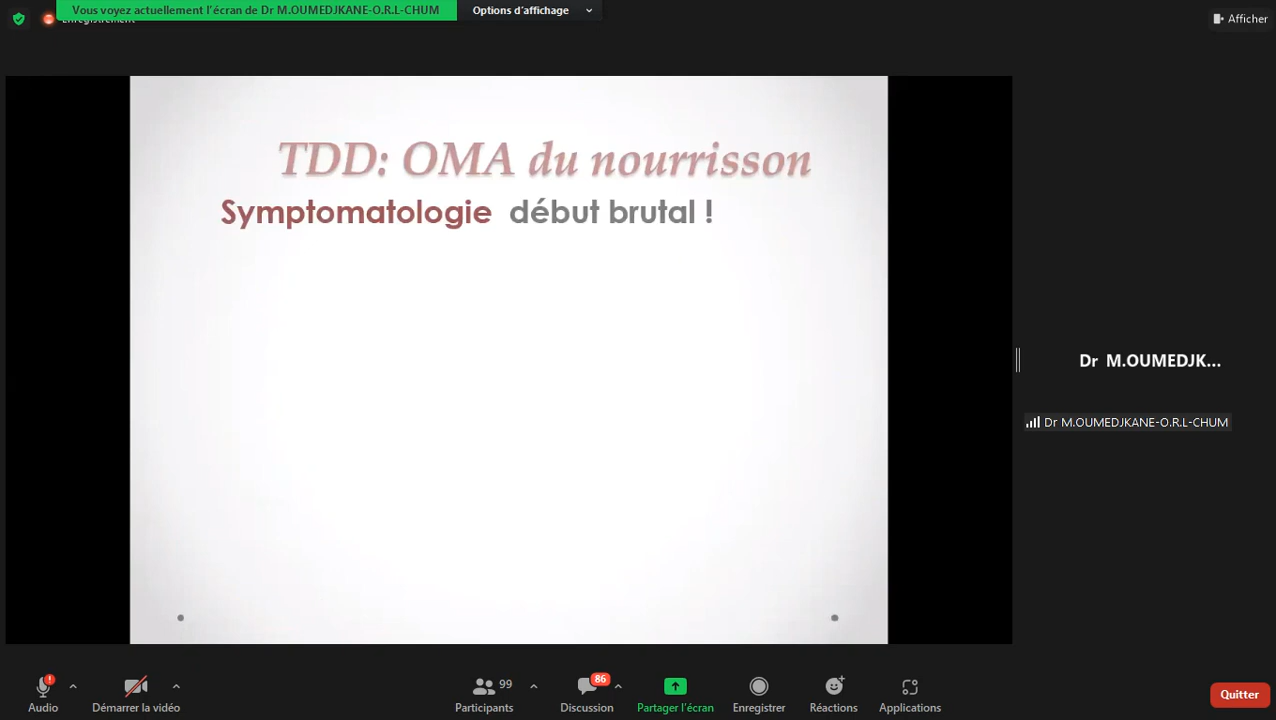 Vous voyez actuellement l'écran de Dr M.OUMEDJKANE-O.R.L-CHUM
Options d'affichage
Enregistrement
Afficher
TDD: OMA du nourrisson
Symptomatologie début brutal !
Dr M.OUMEDJK...
Dr M.OUMEDJKANE-O.R.L-CHUM
Audio
Démarrer la vidéo
99
Participants
86
Discussion
Partager l'écran
Enregistrer
Réactions
Applications
Quitter